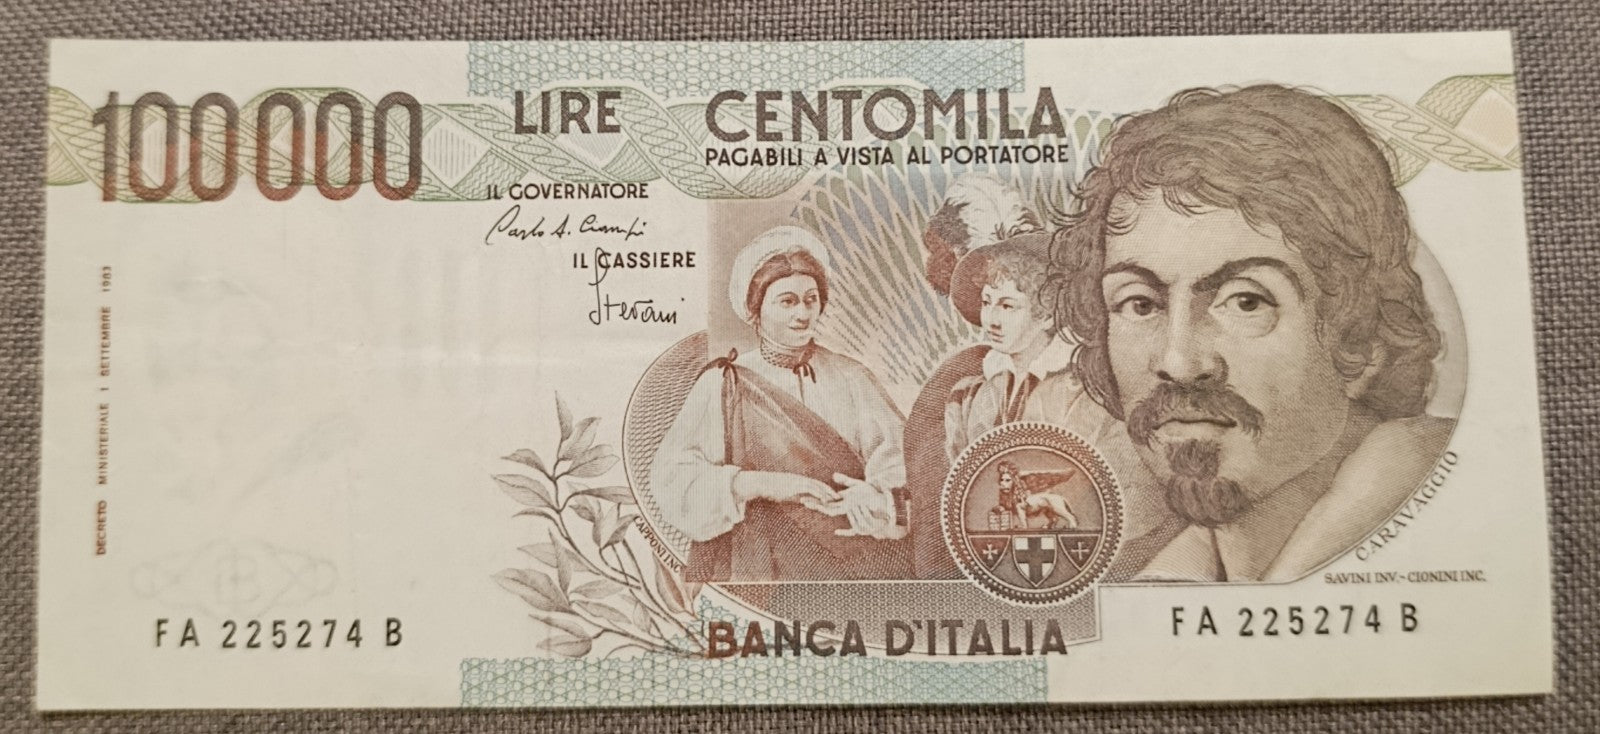 100000
LIRE CENTOMILA
PAGABILI A VISTA AL PORTATORE
IL GOVERNATORE
Carlo A. Ciampi
IL CASSIERE
Stevani
DECRETO MINISTERIALE 1 SETTEMBRE 1983
CAPPONI INC.
CARAVAGGIO
SAVINI INV.-CIONINI INC.
FA 225274 B
BANCA D'ITALIA
FA 225274 B